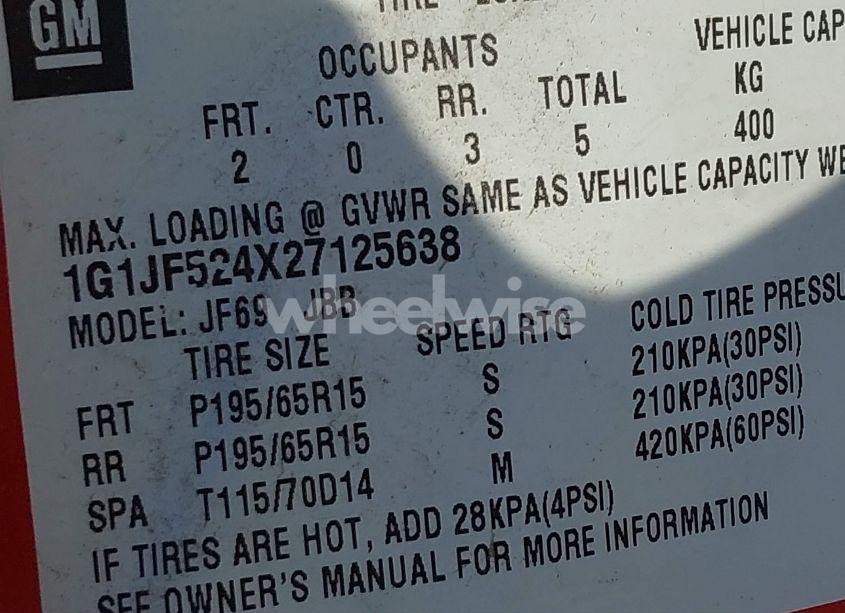 GM
OCCUPANTS VEHICLE CAP
FRT. CTR. RR. TOTAL KG
2 0 3 5 400
MAX. LOADING @ GVWR SAME AS VEHICLE CAPACITY WE
1G1JF524X27125638
MODEL: JF69 JBB
wheelwise
TIRE SIZE SPEED RTG COLD TIRE PRESSU
FRT P195/65R15 S 210KPA(30PSI)
RR P195/65R15 S 210KPA(30PSI)
SPA T115/70D14 M 420KPA(60PSI)
IF TIRES ARE HOT, ADD 28KPA(4PSI)
SEE OWNER'S MANUAL FOR MORE INFORMATION